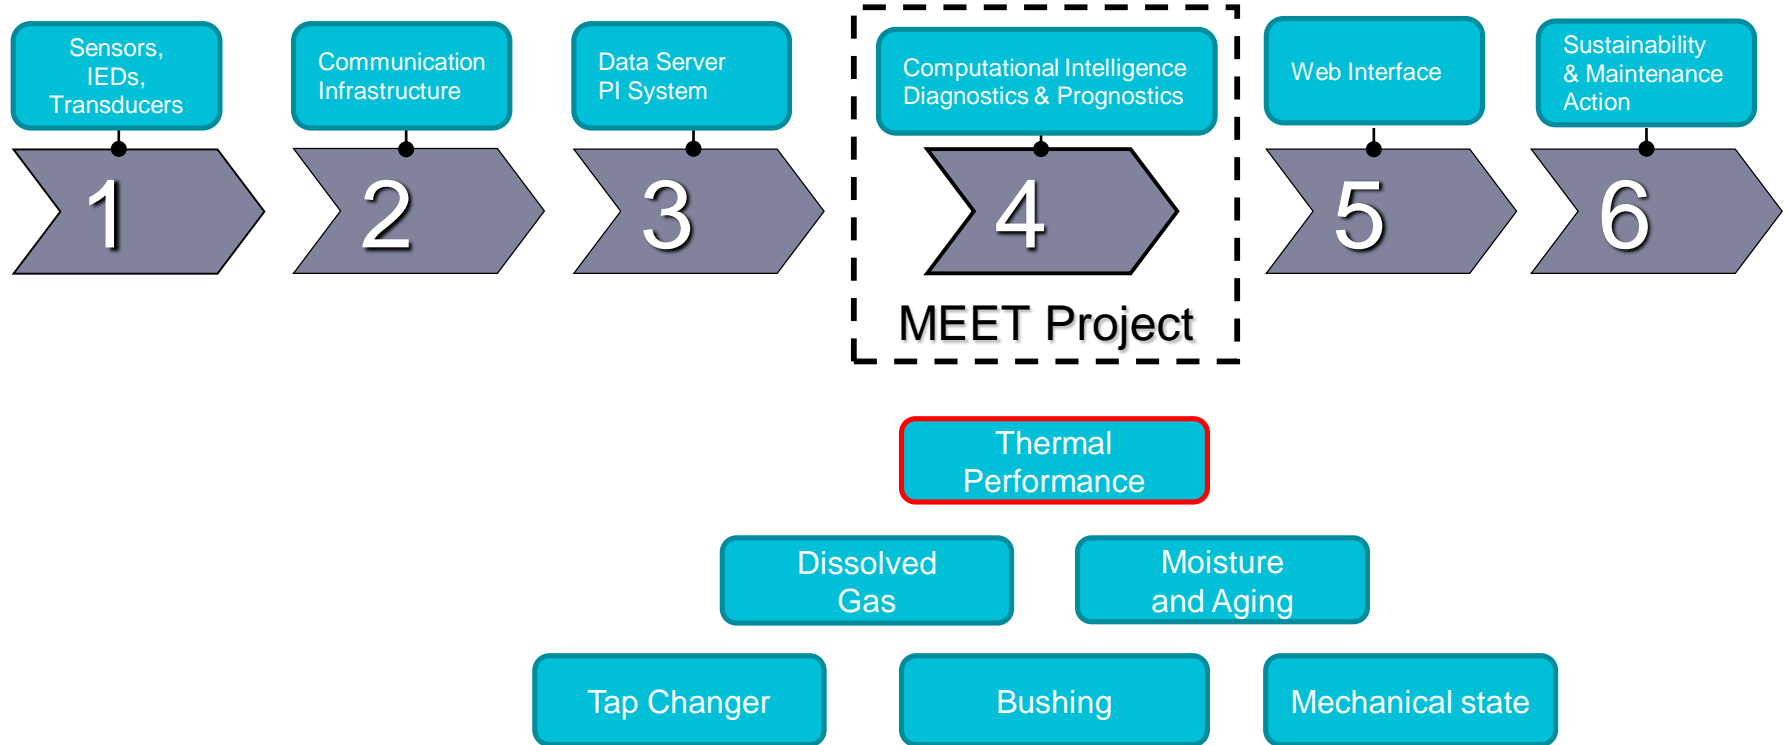 Sensors,
IEDs,
Transducers
Communication
Infrastructure
Data Server
PI System
Computational Intelligence
Diagnostics & Prognostics
Web Interface
Sustainability
& Maintenance
Action
1
2
3
4
5
6
MEET Project
Thermal
Performance
Dissolved
Gas
Moisture
and Aging
Tap Changer
Bushing
Mechanical state